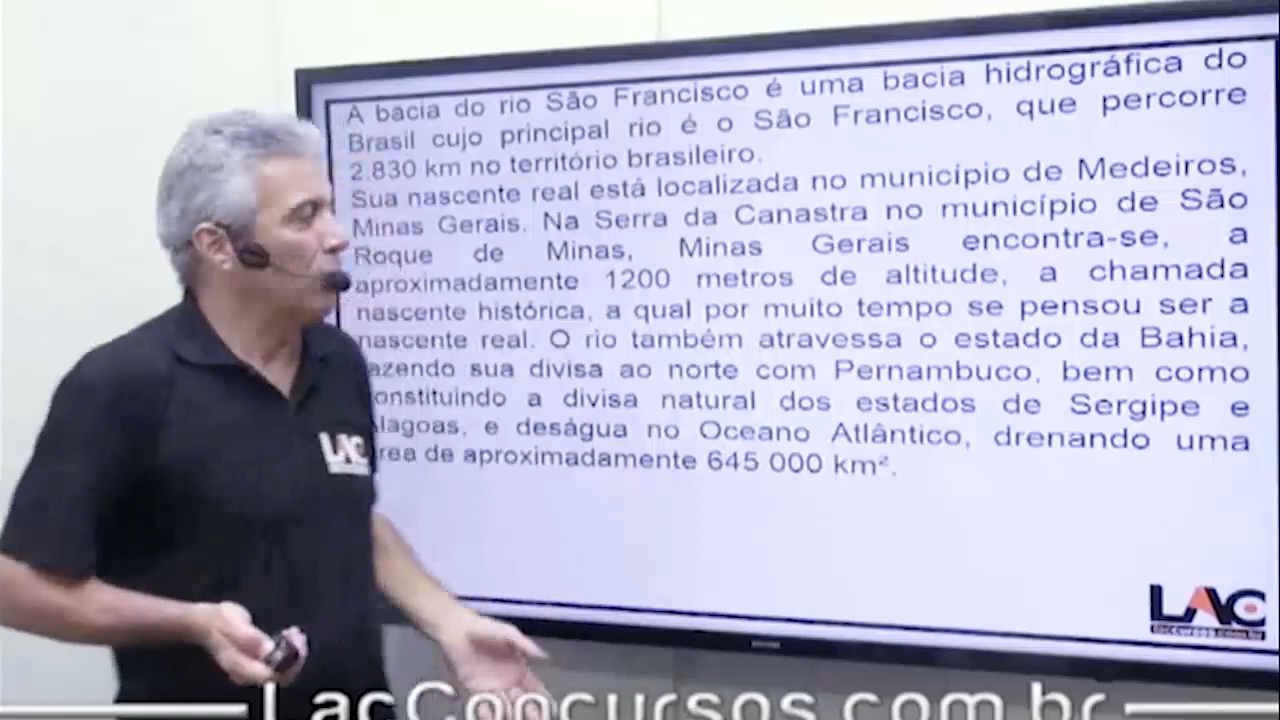 A bacia do rio São Francisco é uma bacia hidrográfica do
Brasil cujo principal rio é o São Francisco, que percorre
2.830 km no território brasileiro.
Sua nascente real está localizada no município de Medeiros,
Minas Gerais. Na Serra da Canastra no município de São
Roque de Minas, Minas Gerais encontra-se, a
aproximadamente 1200 metros de altitude, a chamada
nascente histórica, a qual por muito tempo se pensou ser a
nascente real. O rio também atravessa o estado da Bahia,
azendo sua divisa ao norte com Pernambuco, bem como
onstituindo a divisa natural dos estados de Sergipe e
lagoas, e deságua no Oceano Atlântico, drenando uma
rea de aproximadamente 645 000 km².
LAC
LAC
laccursos.com.br
LacConcursos.com.br